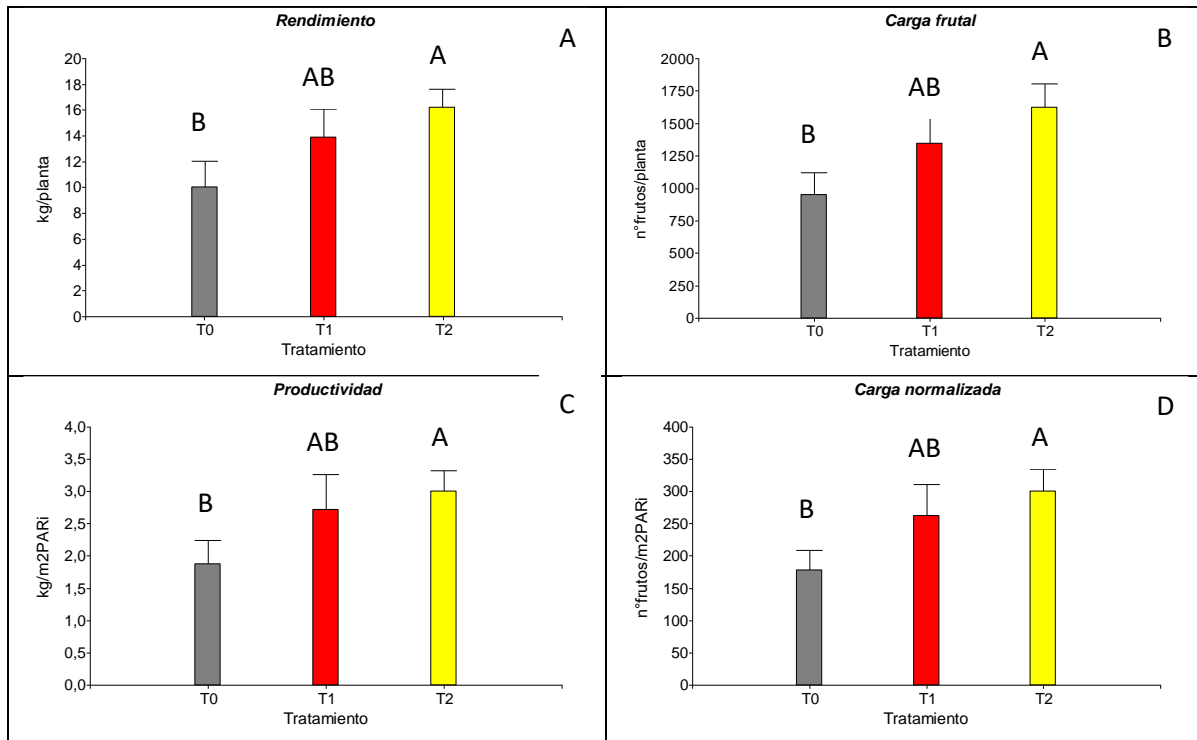 Rendimiento
A
20
18
16
14
12
10
8
6
4
2
0
kg/planta
B
AB
A
T0 T1 T2
Tratamiento
Carga frutal
B
2000
1750
1500
1250
1000
750
500
250
0
n°frutos/planta
B
AB
A
T0 T1 T2
Tratamiento
Productividad
C
4,0
3,5
3,0
2,5
2,0
1,5
1,0
0,5
0,0
kg/m2PARi
B
AB
A
T0 T1 T2
Tratamiento
Carga normalizada
D
400
350
300
250
200
150
100
50
0
n°frutos/m2PARi
B
AB
A
T0 T1 T2
Tratamiento